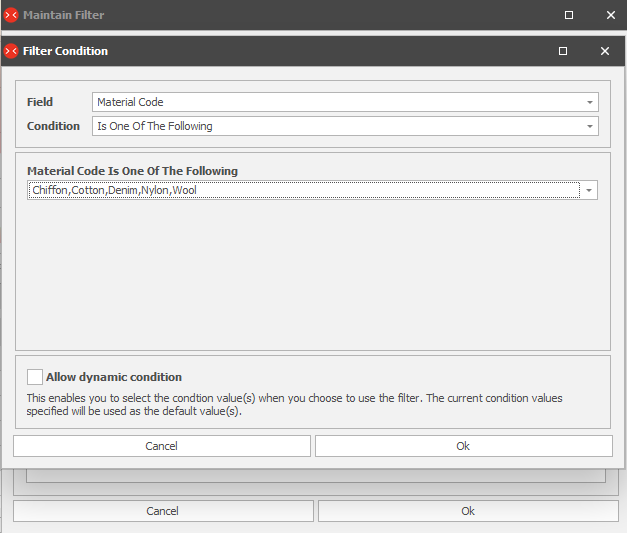 Maintain Filter
Filter Condition
Field Material Code
Condition Is One Of The Following
Material Code Is One Of The Following
Chiffon,Cotton,Denim,Nylon,Wool
Allow dynamic condition
This enables you to select the condtion value(s) when you choose to use the filter. The current condition values
specified will be used as the default value(s).
Cancel Ok
Cancel Ok